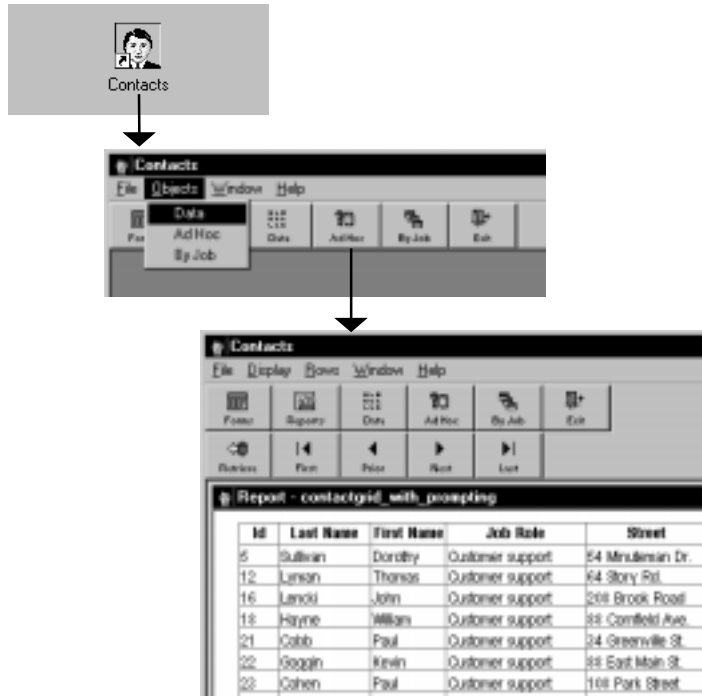 Contacts
Contacts
File Objects Window Help
Data
Ad Hoc
By Job
Data Ad Hoc By Job Exit
Contacts
File Display Rows Window Help
Forms Reports Data Ad Hoc By Job Exit
Retrieve First Prior Next Last
Report - contactgrid_with_prompting
Id Last Name First Name Job Role Street
5 Sullivan Dorothy Customer support 54 Minuteman Dr.
12 Lyman Thomas Customer support 64 Story Rd.
16 Lencki John Customer support 208 Brook Road
18 Hayne William Customer support 88 Cornfield Ave.
21 Cobb Paul Customer support 34 Greenville St.
22 Goggin Kevin Customer support 88 East Main St.
23 Cohen Paul Customer support 108 Park Street